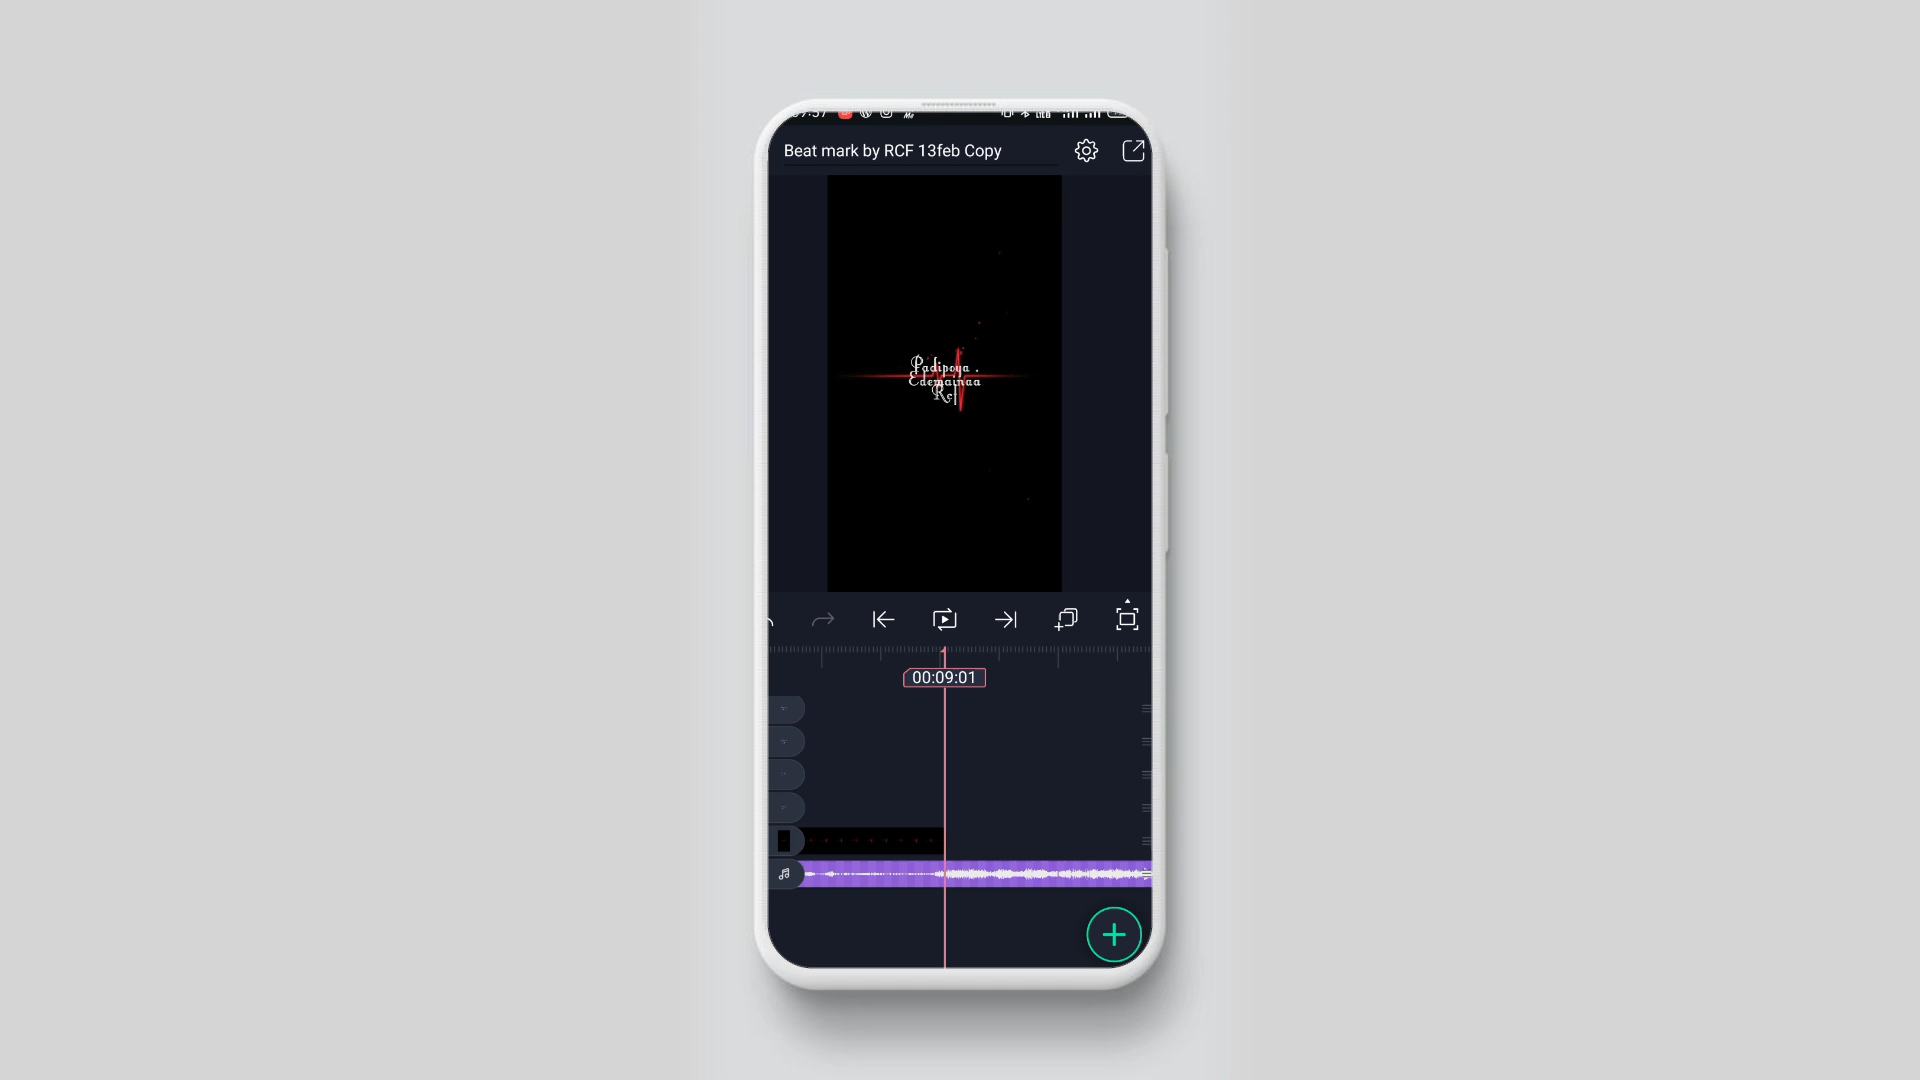 Beat mark by RCF 13feb Copy
Padipoya .
Edemainaa
Rcf
00:09:01